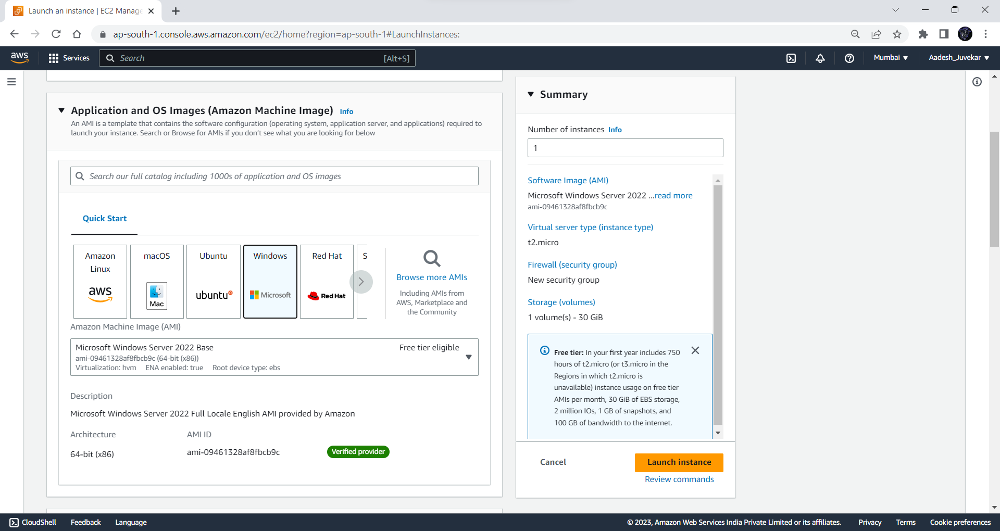 Launch an instance | EC2 Manage
ap-south-1.console.aws.amazon.com/ec2/home?region=ap-south-1#LaunchInstances:
aws
Services
Search
[Alt+S]
Mumbai
Aadesh_Juvekar
Application and OS Images (Amazon Machine Image) Info
An AMI is a template that contains the software configuration (operating system, application server, and applications) required to
launch your instance. Search or Browse for AMIs if you don't see what you are looking for below
Search our full catalog including 1000s of application and OS images
Quick Start
Amazon
Linux
aws
macOS
Mac
Ubuntu
ubuntu
Windows
Microsoft
Red Hat
Red Hat
S
Browse more AMIs
Including AMIs from
AWS, Marketplace and
the Community
Amazon Machine Image (AMI)
Microsoft Windows Server 2022 Base
Free tier eligible
ami-09461328af8fbcb9c (64-bit (x86))
Virtualization: hvm ENA enabled: true Root device type: ebs
Description
Microsoft Windows Server 2022 Full Locale English AMI provided by Amazon
Architecture
64-bit (x86)
AMI ID
ami-09461328af8fbcb9c
Verified provider
Summary
Number of instances Info
1
Software Image (AMI)
Microsoft Windows Server 2022 ...read more
ami-09461328af8fbcb9c
Virtual server type (instance type)
t2.micro
Firewall (security group)
New security group
Storage (volumes)
1 volume(s) - 30 GiB
Free tier: In your first year includes 750
hours of t2.micro (or t3.micro in the
Regions in which t2.micro is
unavailable) instance usage on free tier
AMIs per month, 30 GiB of EBS storage,
2 million IOs, 1 GB of snapshots, and
100 GB of bandwidth to the internet.
Cancel
Launch instance
Review commands
CloudShell
Feedback
Language
© 2023, Amazon Web Services India Private Limited or its affiliates.
Privacy
Terms
Cookie preferences